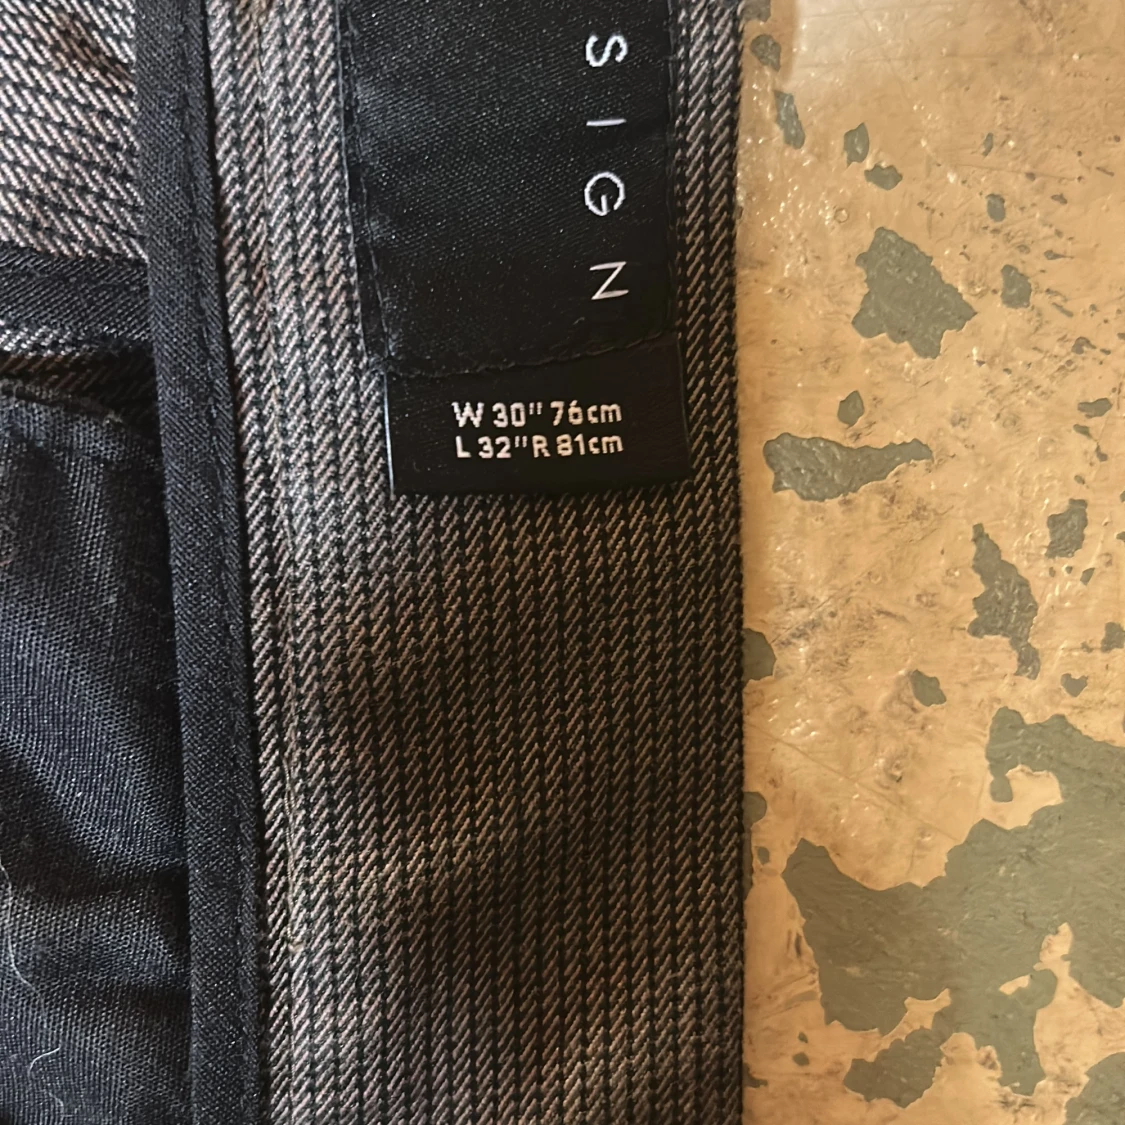 SIGN
W 30" 76cm
L 32" R 81cm